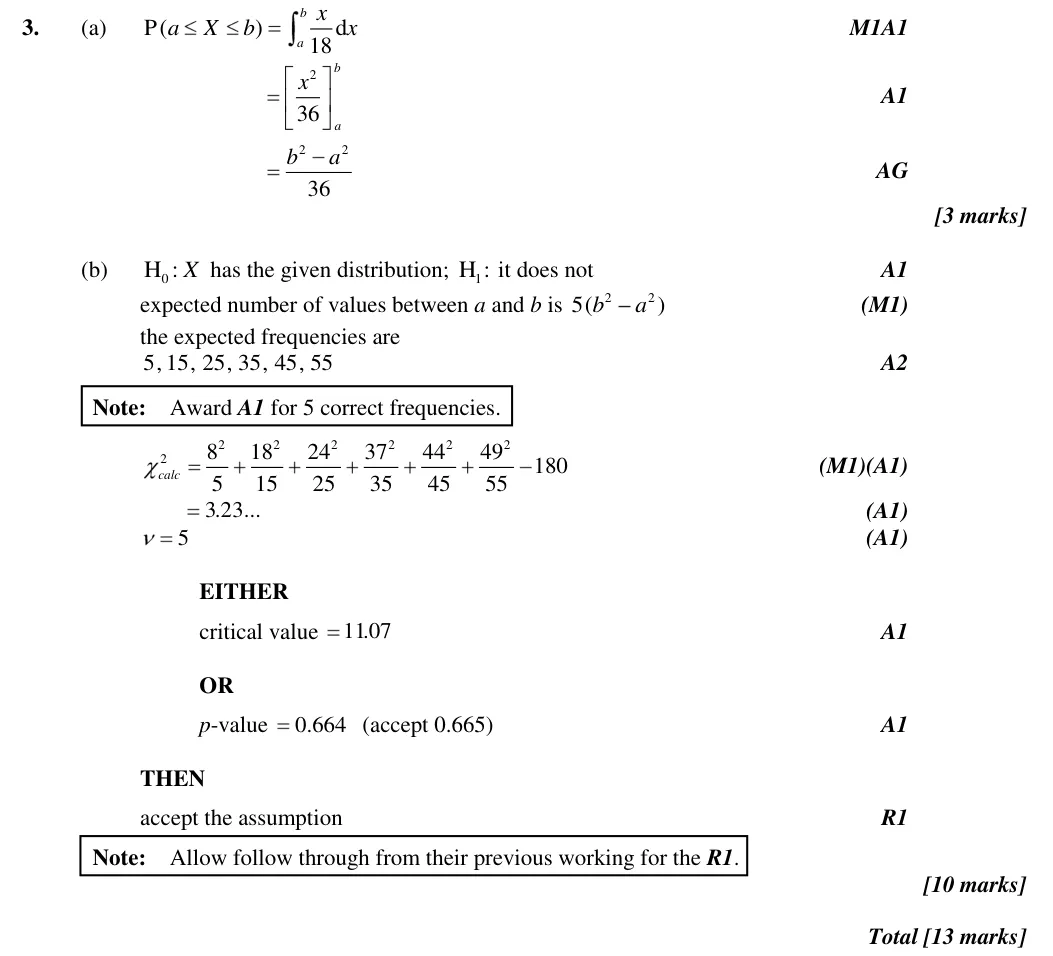 3. (a) P(a ≤ X ≤ b) = ∫ₐᵇ x/18 dx M1A1
= [x²/36]ₐᵇ A1
= (b² − a²)/36 AG
[3 marks]
(b) H₀ : X has the given distribution; H₁ : it does not A1
expected number of values between a and b is 5(b² − a²) (M1)
the expected frequencies are
5, 15, 25, 35, 45, 55 A2
Note: Award A1 for 5 correct frequencies.
χ²calc = 8²/5 + 18²/15 + 24²/25 + 37²/35 + 44²/45 + 49²/55 − 180 (M1)(A1)
= 3.23... (A1)
ν = 5 (A1)
EITHER
critical value = 11.07 A1
OR
p-value = 0.664 (accept 0.665) A1
THEN
accept the assumption R1
Note: Allow follow through from their previous working for the R1.
[10 marks]
Total [13 marks]